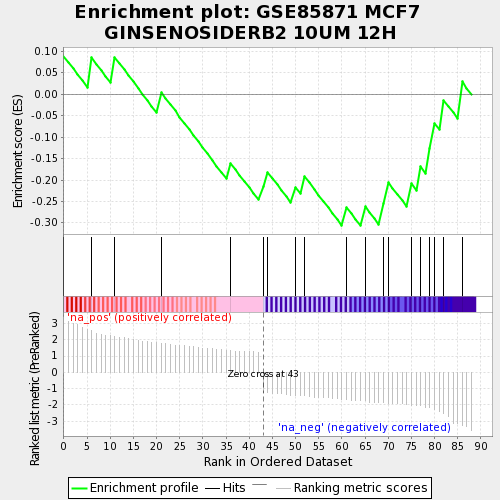 Enrichment plot: GSE85871 MCF7
GINSENOSIDERB2 10UM 12H
Enrichment score (ES)
0.10
0.05
0.00
-0.05
-0.10
-0.15
-0.20
-0.25
-0.30
'na_pos' (positively correlated)
Ranked list metric (PreRanked)
3
2
1
0
-1
-2
-3
Zero cross at 43
'na_neg' (negatively correlated)
0 5 10 15 20 25 30 35 40 45 50 55 60 65 70 75 80 85 90
Rank in Ordered Dataset
Enrichment profile Hits Ranking metric scores